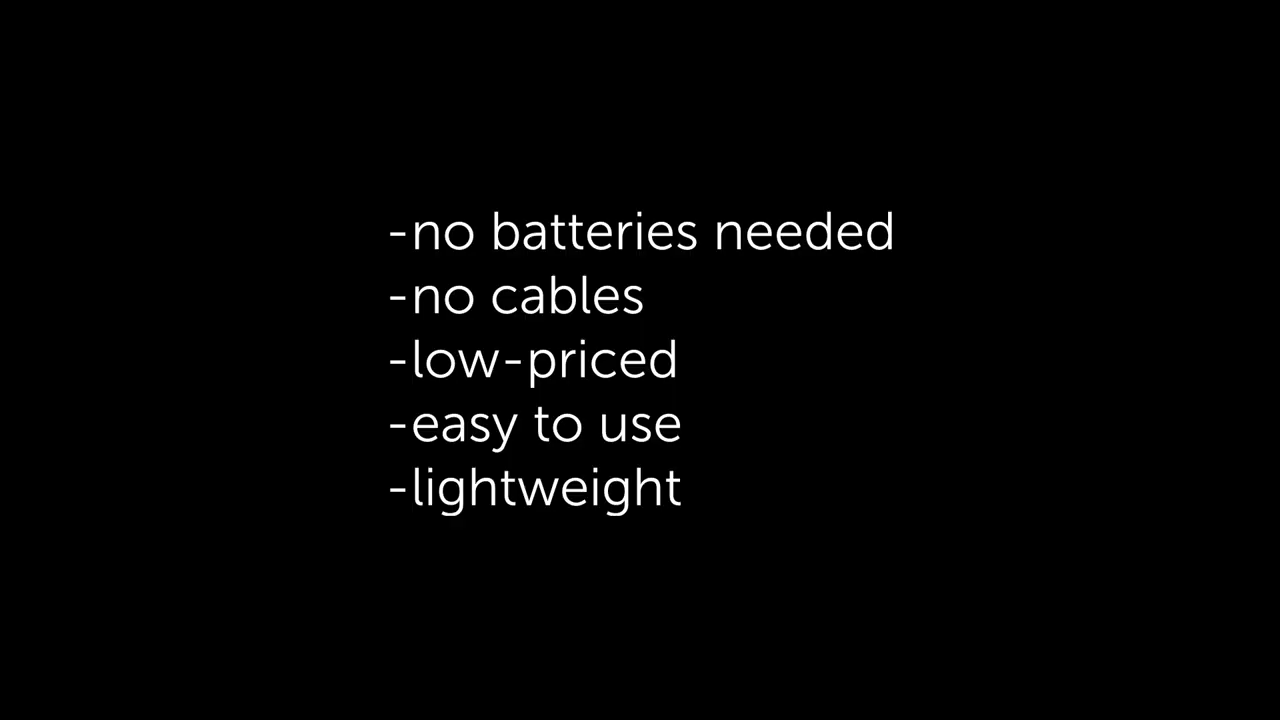 -no batteries needed
-no cables
-low-priced
-easy to use
-lightweight